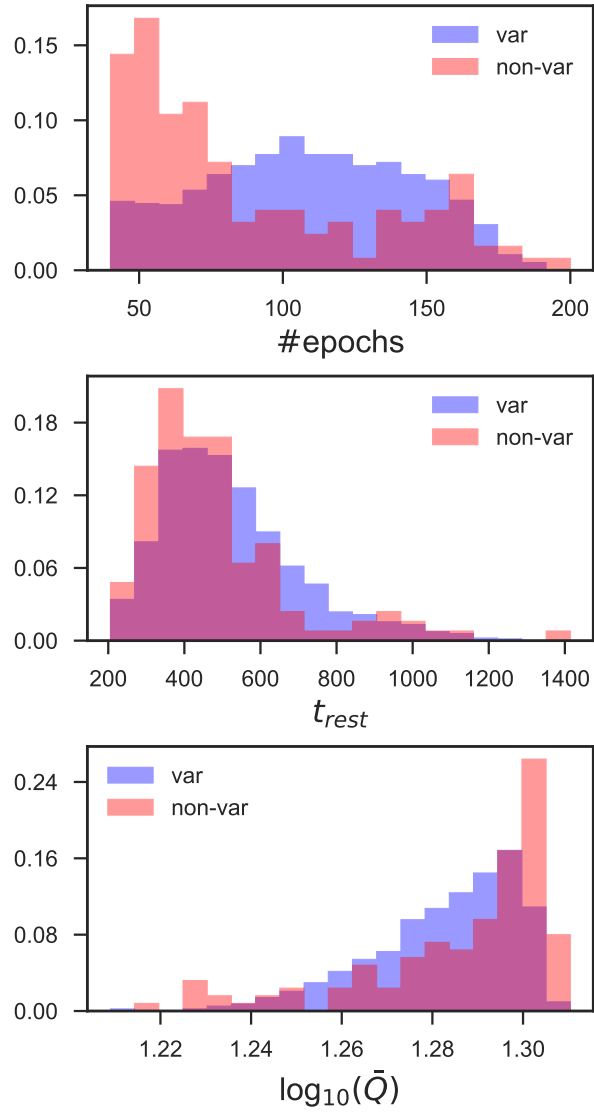 0.15
0.10
0.05
0.00
var
non-var
50 100 150 200
#epochs
0.18
0.12
0.06
0.00
var
non-var
200 400 600 800 1000 1200 1400
t_rest
0.24
0.16
0.08
0.00
var
non-var
1.22 1.24 1.26 1.28 1.30
log₁₀(Q̄)